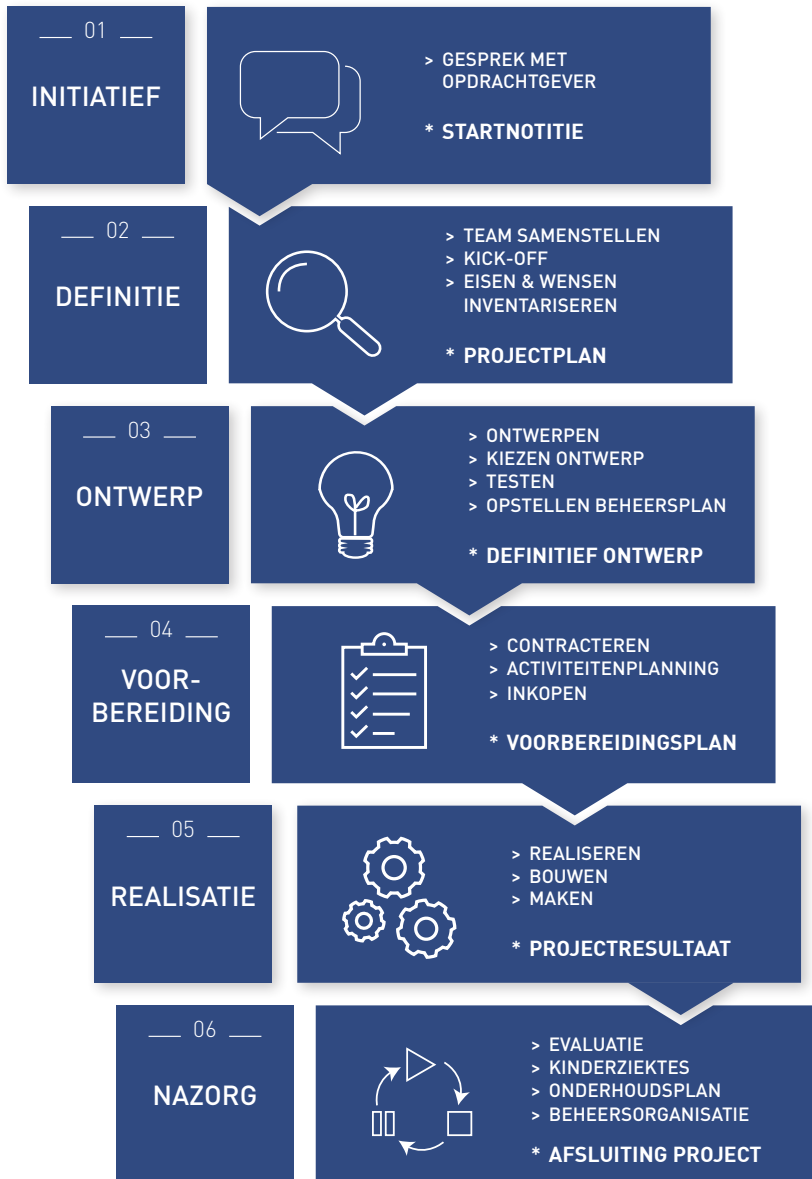 01
INITIATIEF
> GESPREK MET
OPDRACHTGEVER
* STARTNOTITIE
02
DEFINITIE
> TEAM SAMENSTELLEN
> KICK-OFF
> EISEN & WENSEN
INVENTARISEREN
* PROJECTPLAN
03
ONTWERP
> ONTWERPEN
> KIEZEN ONTWERP
> TESTEN
> OPSTELLEN BEHEERSPLAN
* DEFINITIEF ONTWERP
04
VOOR-
BEREIDING
> CONTRACTEREN
> ACTIVITEITENPLANNING
> INKOPEN
* VOORBEREIDINGSPLAN
05
REALISATIE
> REALISEREN
> BOUWEN
> MAKEN
* PROJECTRESULTAAT
06
NAZORG
> EVALUATIE
> KINDERZIEKTES
> ONDERHOUDSPLAN
> BEHEERSORGANISATIE
* AFSLUITING PROJECT